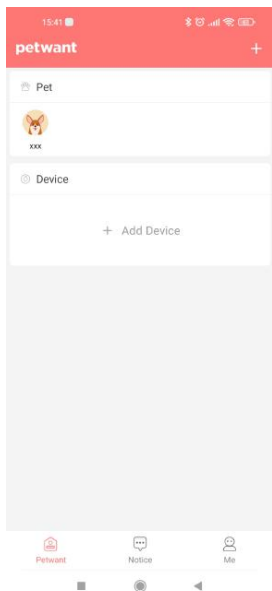 15:41
petwant
+
Pet
xxx
Device
+ Add Device
Petwant
Notice
Me